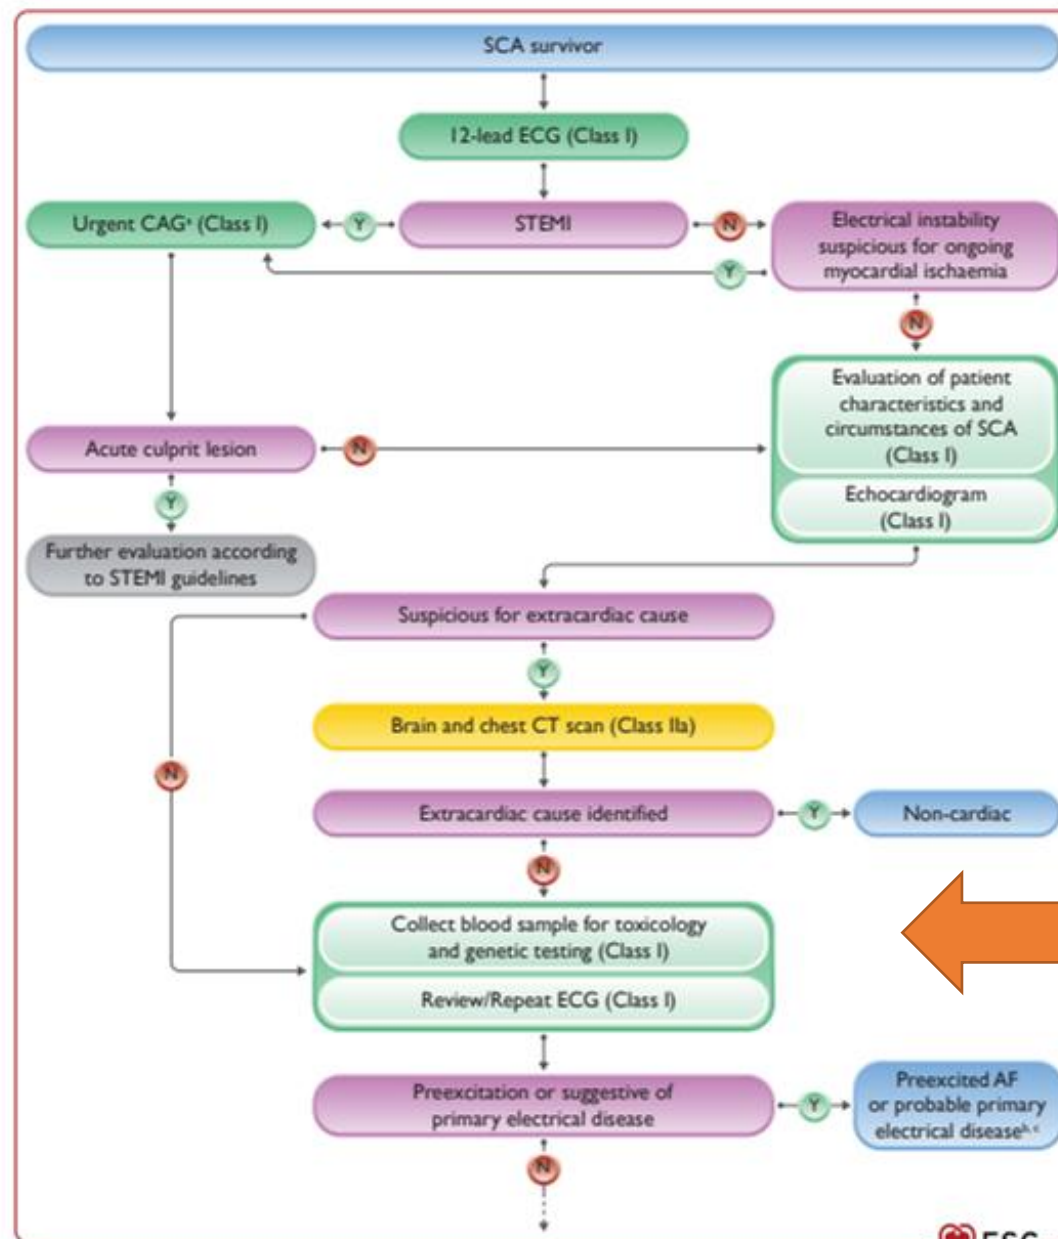 SCA survivor
12-lead ECG (Class I)
Urgent CAGᵃ (Class I)
Y
STEMI
N
Electrical instability
suspicious for ongoing
myocardial ischaemia
Y
N
Evaluation of patient
characteristics and
circumstances of SCA
(Class I)
Echocardiogram
(Class I)
Acute culprit lesion
N
Y
Further evaluation according
to STEMI guidelines
Suspicious for extracardiac cause
Y
Brain and chest CT scan (Class IIa)
N
Extracardiac cause identified
Y
Non-cardiac
N
Collect blood sample for toxicology
and genetic testing (Class I)
Review/Repeat ECG (Class I)
Preexcitation or suggestive of
primary electrical disease
Y
Preexcited AF
or probable primary
electrical diseaseᵇ,ᶜ
N
ESC